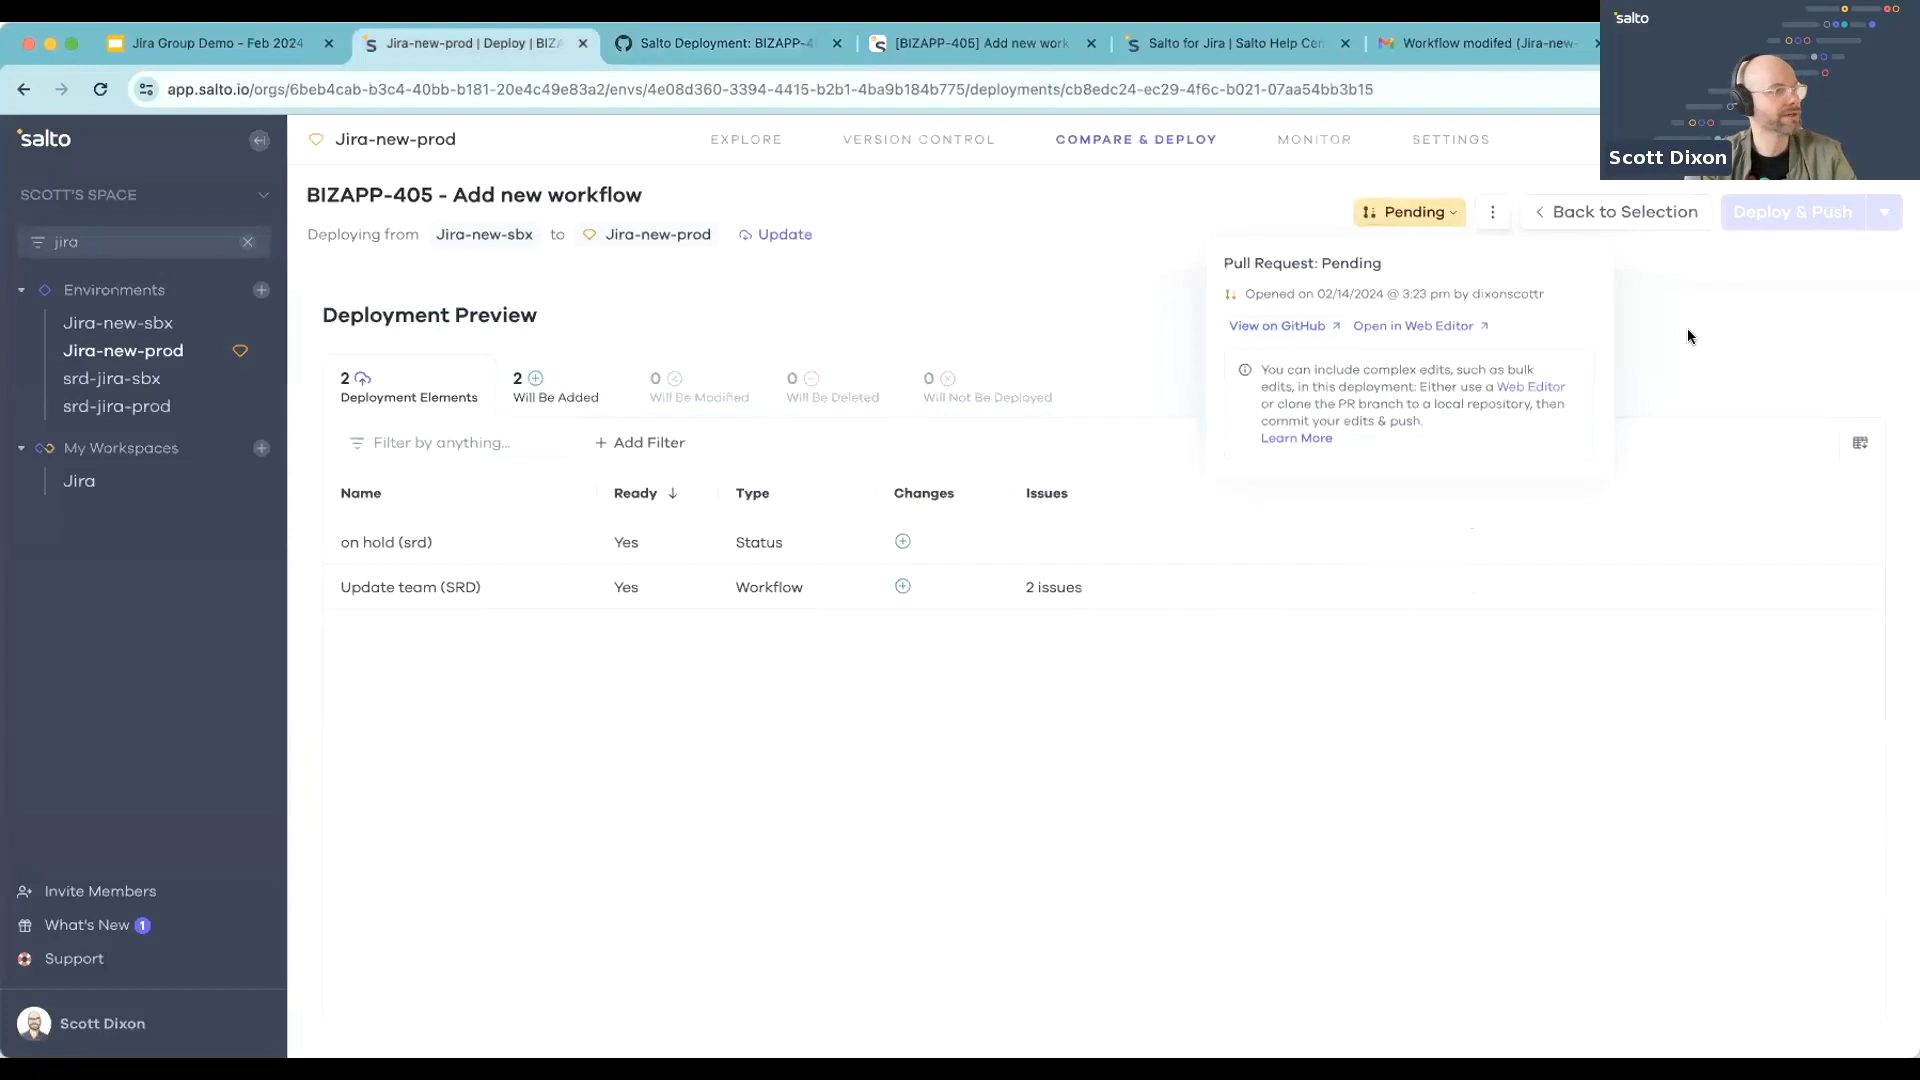 Jira Group Demo - Feb 2024
Jira-new-prod | Deploy | BIZA
Salto Deployment: BIZAPP-4
[BIZAPP-405] Add new work
Salto for Jira | Salto Help Cen
Workflow modifed (Jira-new-
app.salto.io/orgs/6beb4cab-b3c4-40bb-b181-20e4c49e83a2/envs/4e08d360-3394-4415-b2b1-4ba9b184b775/deployments/cb8edc24-ec29-4f6c-b021-07aa54bb3b15
salto
Scott Dixon
salto
Jira-new-prod
EXPLORE
VERSION CONTROL
COMPARE & DEPLOY
MONITOR
SETTINGS
SCOTT'S SPACE
jira
Environments
Jira-new-sbx
Jira-new-prod
srd-jira-sbx
srd-jira-prod
My Workspaces
Jira
Invite Members
What's New 1
Support
Scott Dixon
BIZAPP-405 - Add new workflow
Deploying from Jira-new-sbx to Jira-new-prod Update
Pending
Back to Selection
Deploy & Push
Pull Request: Pending
Opened on 02/14/2024 @ 3:23 pm by dixonscottr
View on GitHub
Open in Web Editor
You can include complex edits, such as bulk
edits, in this deployment: Either use a Web Editor
or clone the PR branch to a local repository, then
commit your edits & push.
Learn More
Deployment Preview
2
Deployment Elements
2
Will Be Added
0
Will Be Modified
0
Will Be Deleted
0
Will Not Be Deployed
Filter by anything...
+ Add Filter
Name Ready Type Changes Issues
on hold (srd) Yes Status
Update team (SRD) Yes Workflow 2 issues